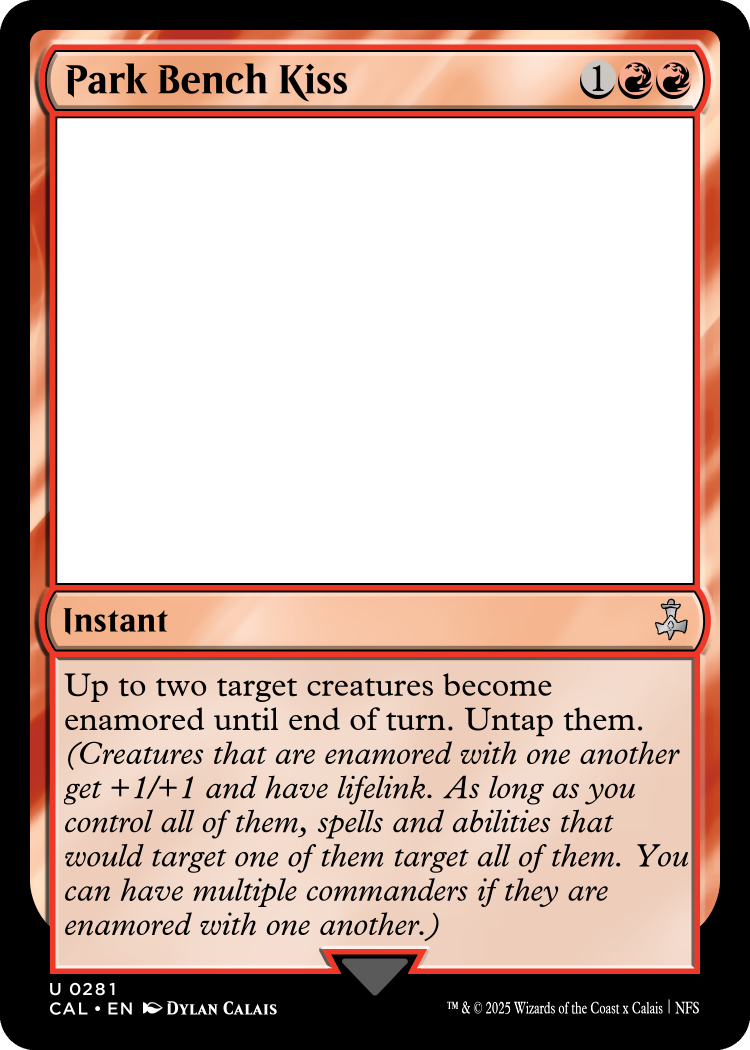 Park Bench Kiss 1
Instant
Up to two target creatures become
enamored until end of turn. Untap them.
(Creatures that are enamored with one another
get +1/+1 and have lifelink. As long as you
control all of them, spells and abilities that
would target one of them target all of them. You
can have multiple commanders if they are
enamored with one another.)
U 0281
CAL • EN DYLAN CALAIS
™ & © 2025 Wizards of the Coast x Calais | NFS